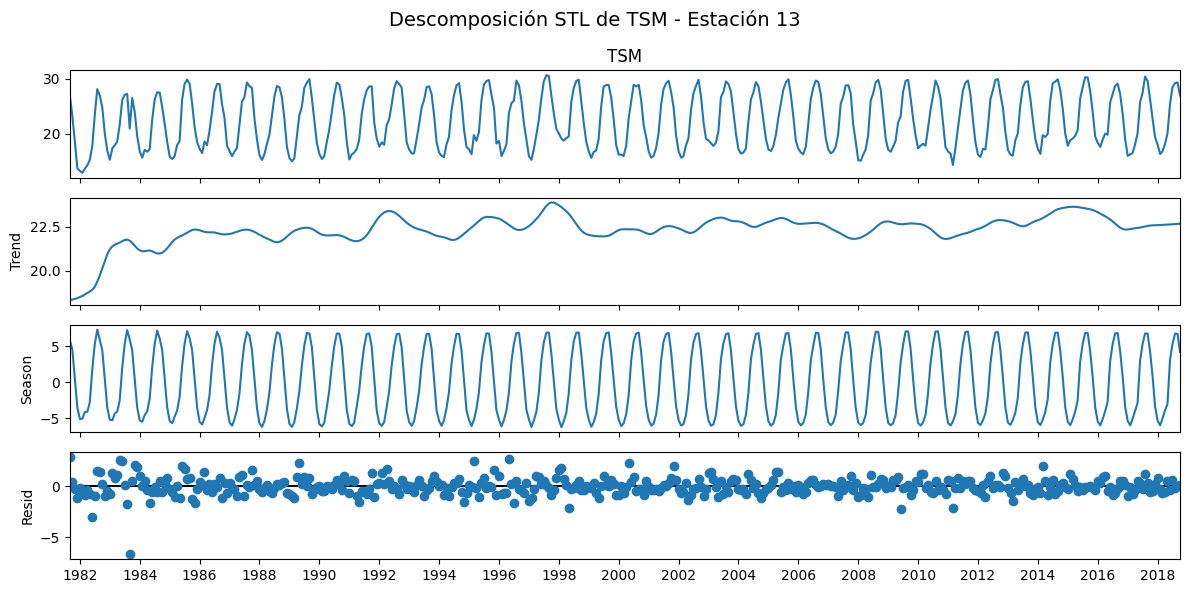 Descomposición STL de TSM - Estación 13
TSM
30
20
Trend
22.5
20.0
Season
5
0
−5
Resid
0
−5
1982 1984 1986 1988 1990 1992 1994 1996 1998 2000 2002 2004 2006 2008 2010 2012 2014 2016 2018